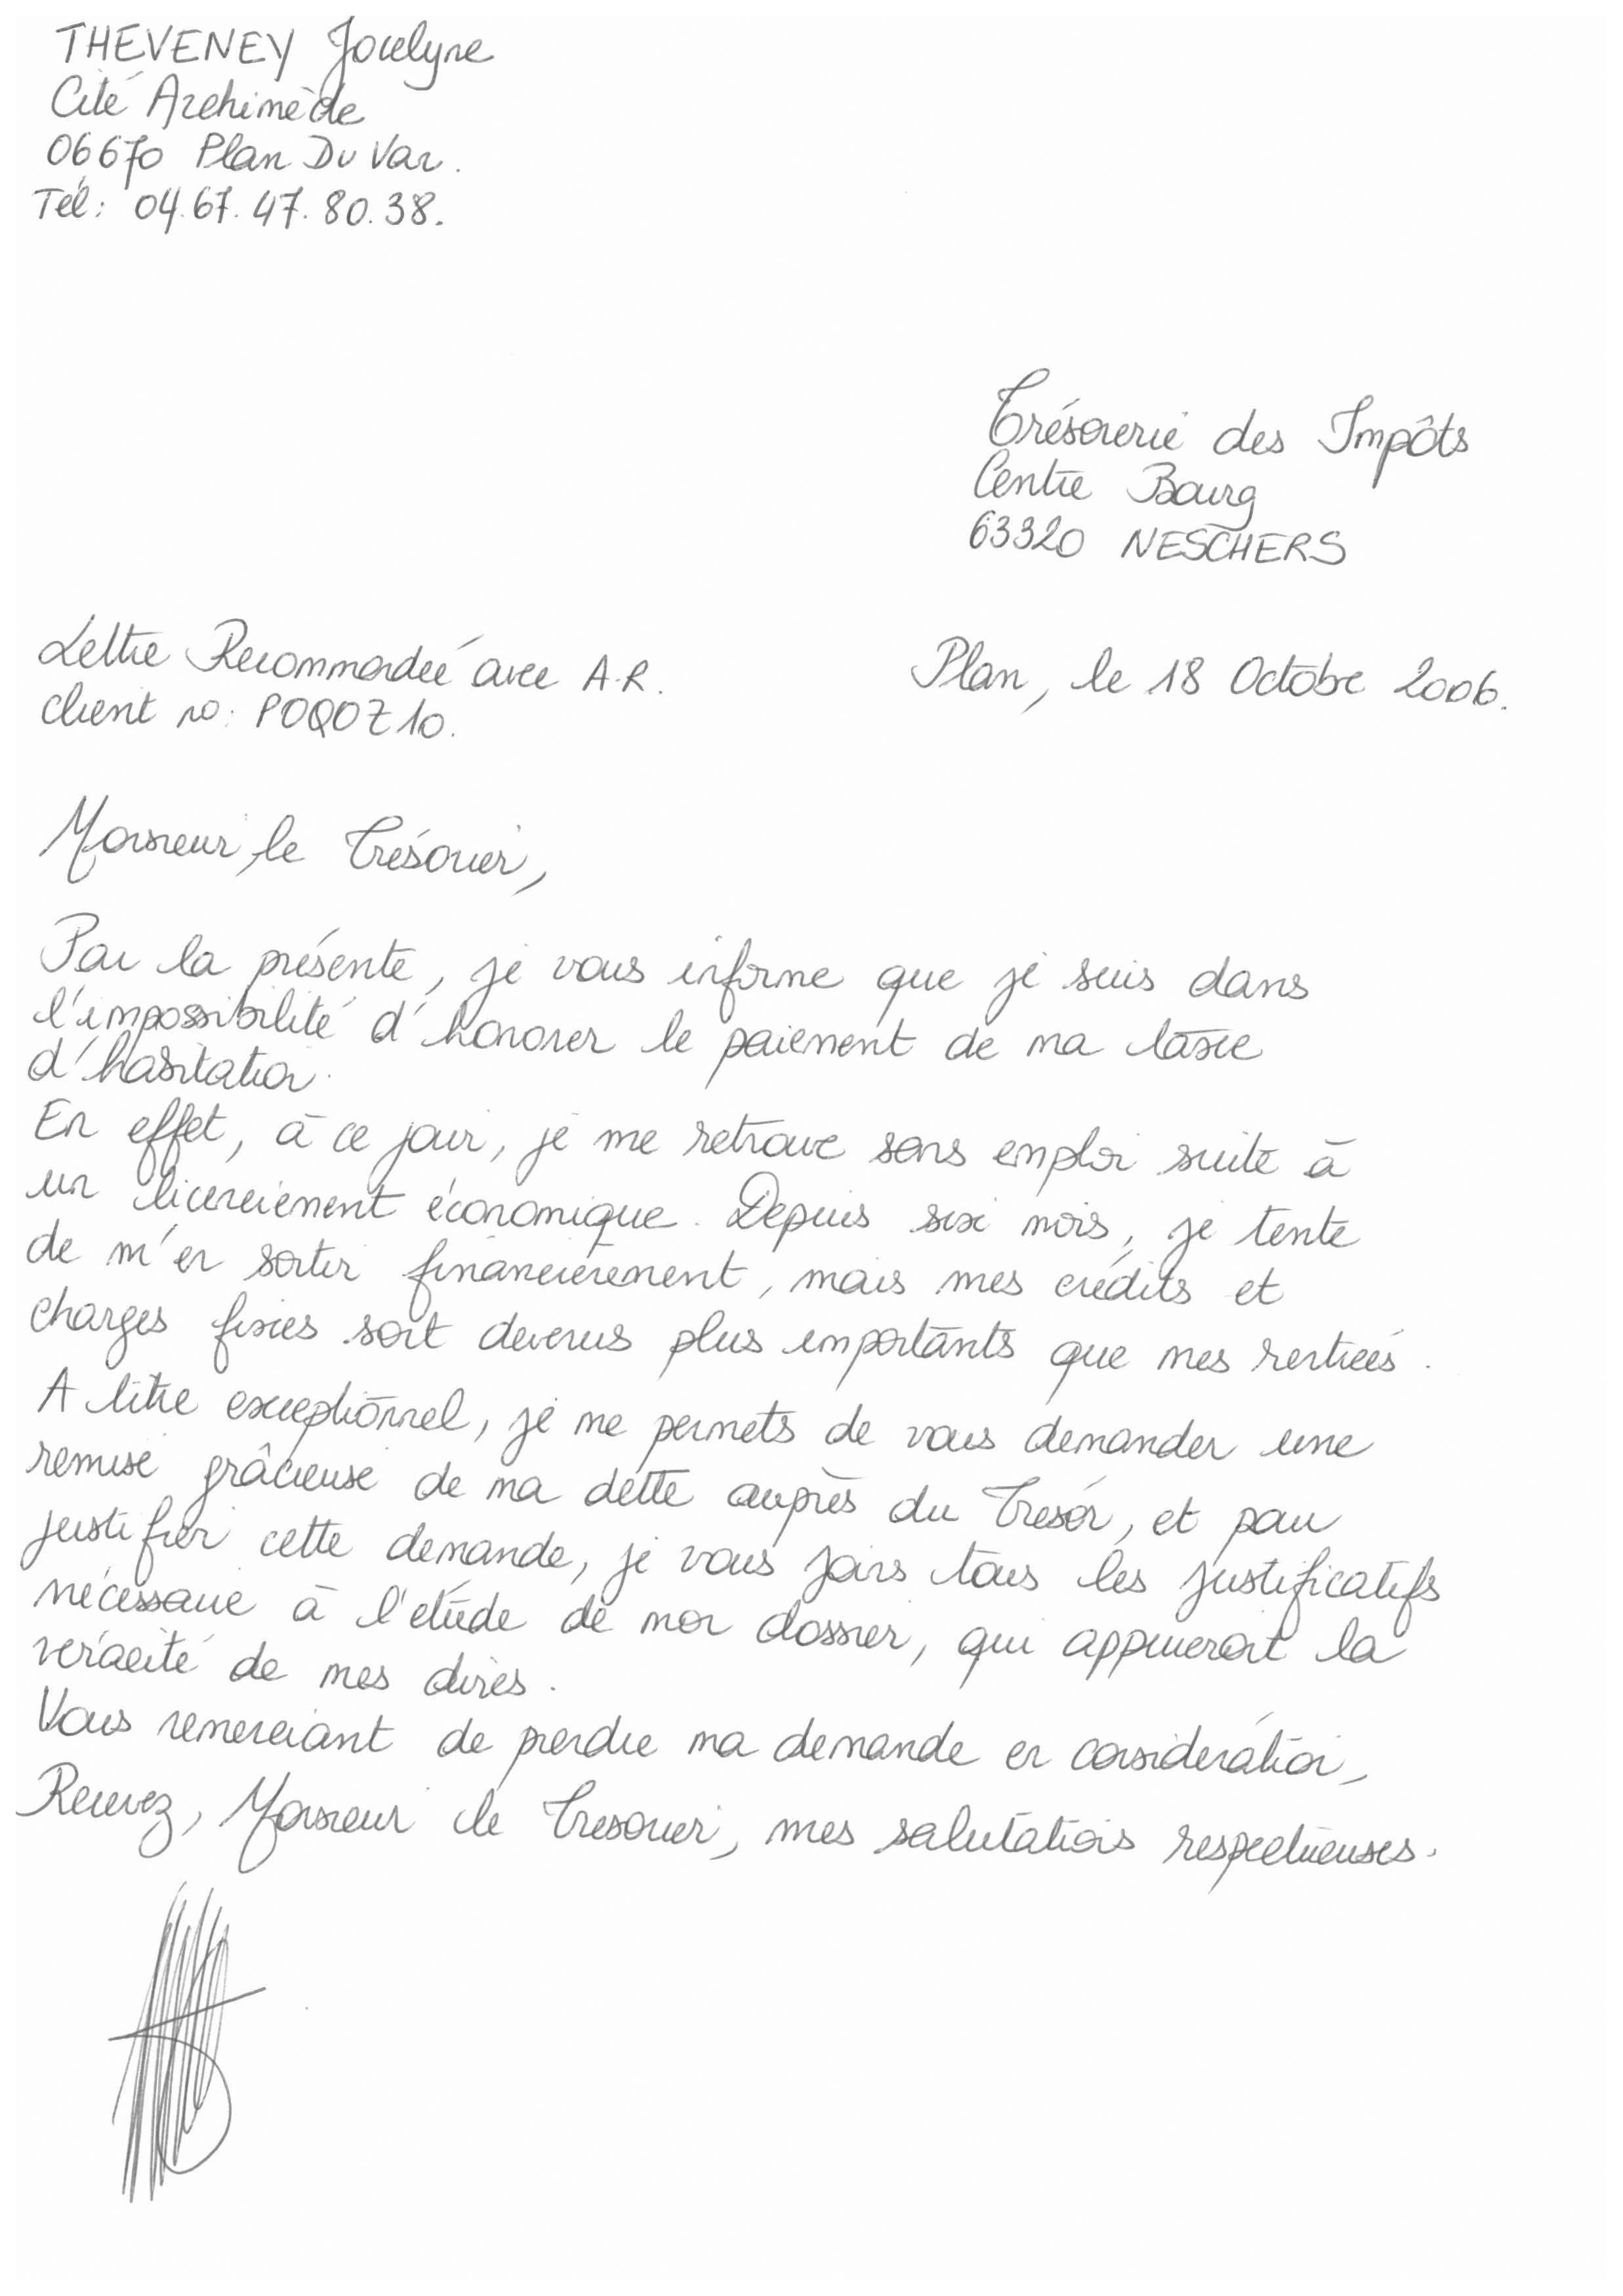 THEVENEY Jocelyne
Cité Archimède
06670 Plan Du Var.
Tél: 04.67.47.80.38.
Trésorerie des Impôts
Centre Bourg
63320 NESCHERS
Lettre Recommandée avec A.R.
Plan, le 18 Octobre 2006.
Client no: POQOZ10.
Monsieur le Trésorier,
Par la présente, je vous informe que je suis dans
l'impossibilité d'honorer le paiement de ma taxe
d'habitation.
En effet, à ce jour, je me retrouve sans emploi suite à
un licenciement économique. Depuis six mois, je tente
de m'en sortir financièrement, mais mes crédits et
charges fixes sont devenus plus importants que mes rentrées.
A titre exceptionnel, je me permets de vous demander une
remise grâcieuse de ma dette auprès du Trésor, et pour
justifier cette demande, je vous joins tous les justificatifs
nécessaire à l'étude de mon dossier, qui appuieront la
véracité de mes dires.
Vous remerciant de prendre ma demande en considération,
Recevez, Monsieur le Tresorier, mes salutations respectueuses.